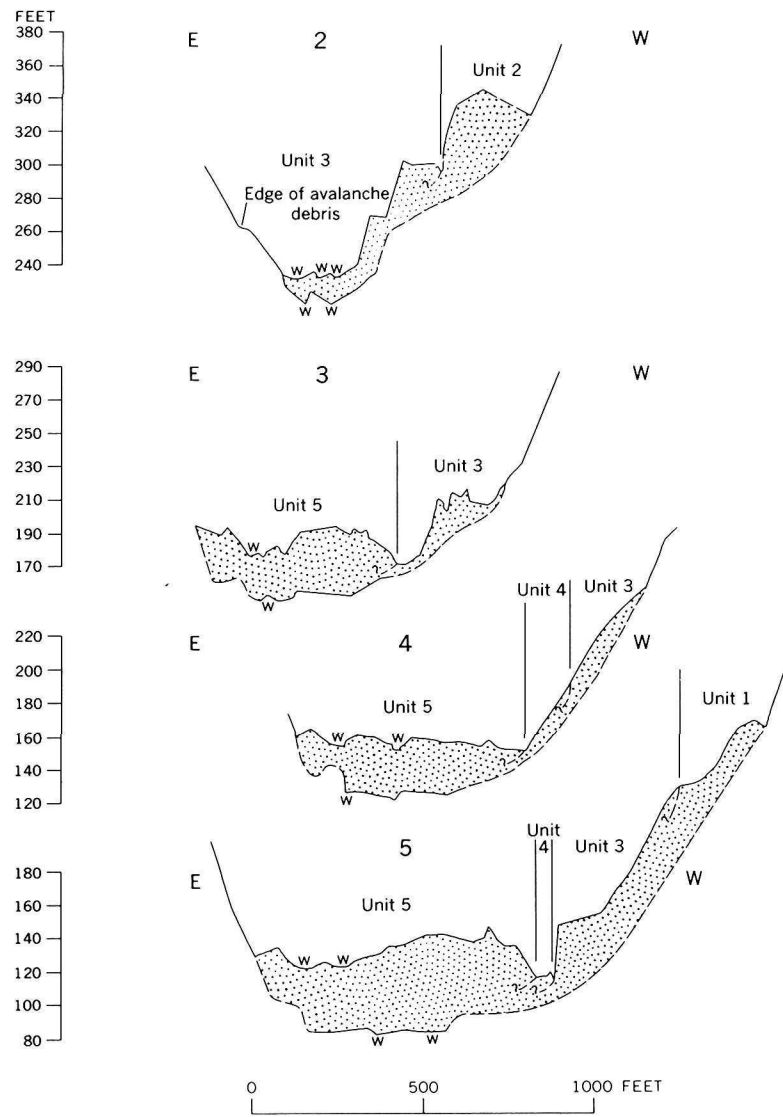 FEET
380
360
340
320
300
280
260
240
E 2 W
Unit 2
Unit 3
Edge of avalanche
debris
W W W
W W
290
270
250
230
210
190
170
E 3 W
Unit 3
Unit 5
W
?
W
220
200
180
160
140
120
E 4 W
Unit 4 Unit 3
Unit 5
W W
?
?
W
180
160
140
120
100
80
E 5 W
Unit 1
Unit
4
Unit 3
Unit 5
W W
?
? ?
W W
0 500 1000 FEET